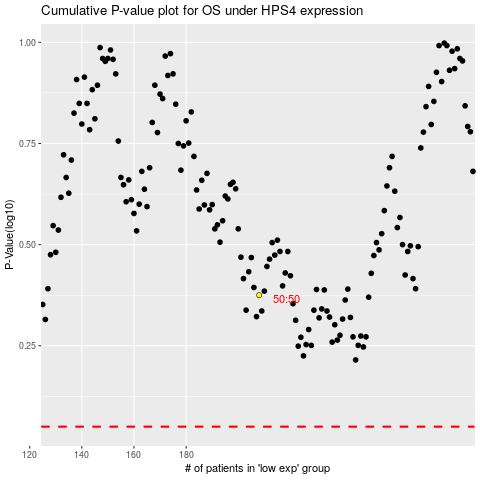 Cumulative P-value plot for OS under HPS4 expression
P-Value(log10)
1.00
0.75
0.50
0.25
50:50
120 140 160 180
# of patients in 'low exp' group